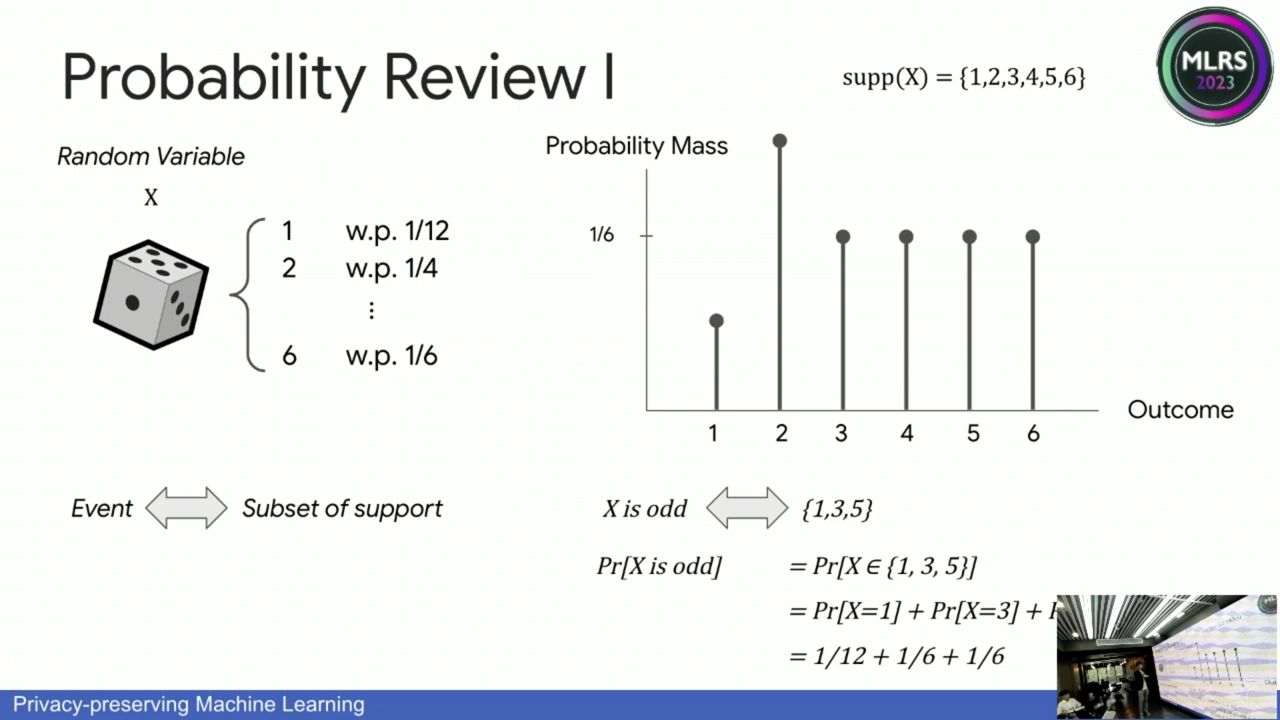 Probability Review I
supp(X) = {1,2,3,4,5,6}
MLRS
2023
Random Variable
X
1 w.p. 1/12
2 w.p. 1/4
⋮
6 w.p. 1/6
Probability Mass
1/6
1 2 3 4 5 6
Outcome
Event Subset of support
X is odd {1,3,5}
Pr[X is odd] = Pr[X ∈ {1, 3, 5}]
= Pr[X=1] + Pr[X=3] +
= 1/12 + 1/6 + 1/6
Privacy-preserving Machine Learning